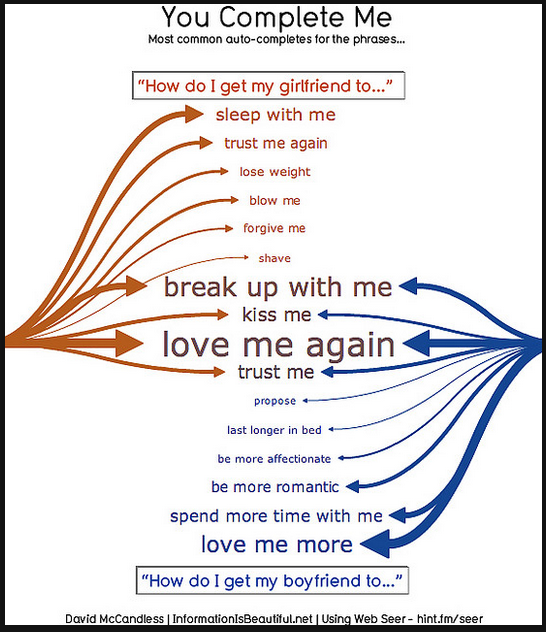 You Complete Me
Most common auto-completes for the phrases...
“How do I get my girlfriend to...”
sleep with me
trust me again
lose weight
blow me
forgive me
shave
break up with me
kiss me
love me again
trust me
propose
last longer in bed
be more affectionate
be more romantic
spend more time with me
love me more
“How do I get my boyfriend to...”
David McCandless | InformationIsBeautiful.net | Using Web Seer - hint.fm/seer